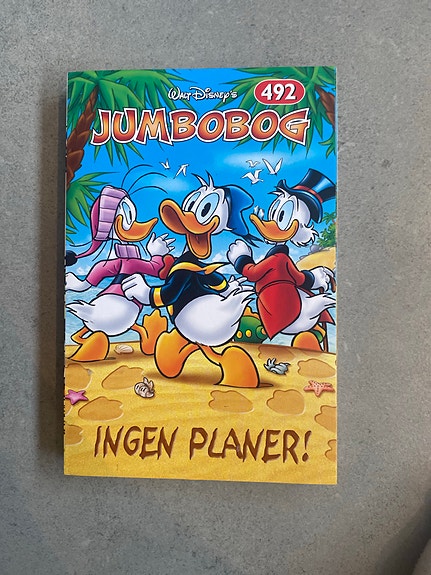 Walt Disney's
492
JUMBOBOG
INGEN PLANER!